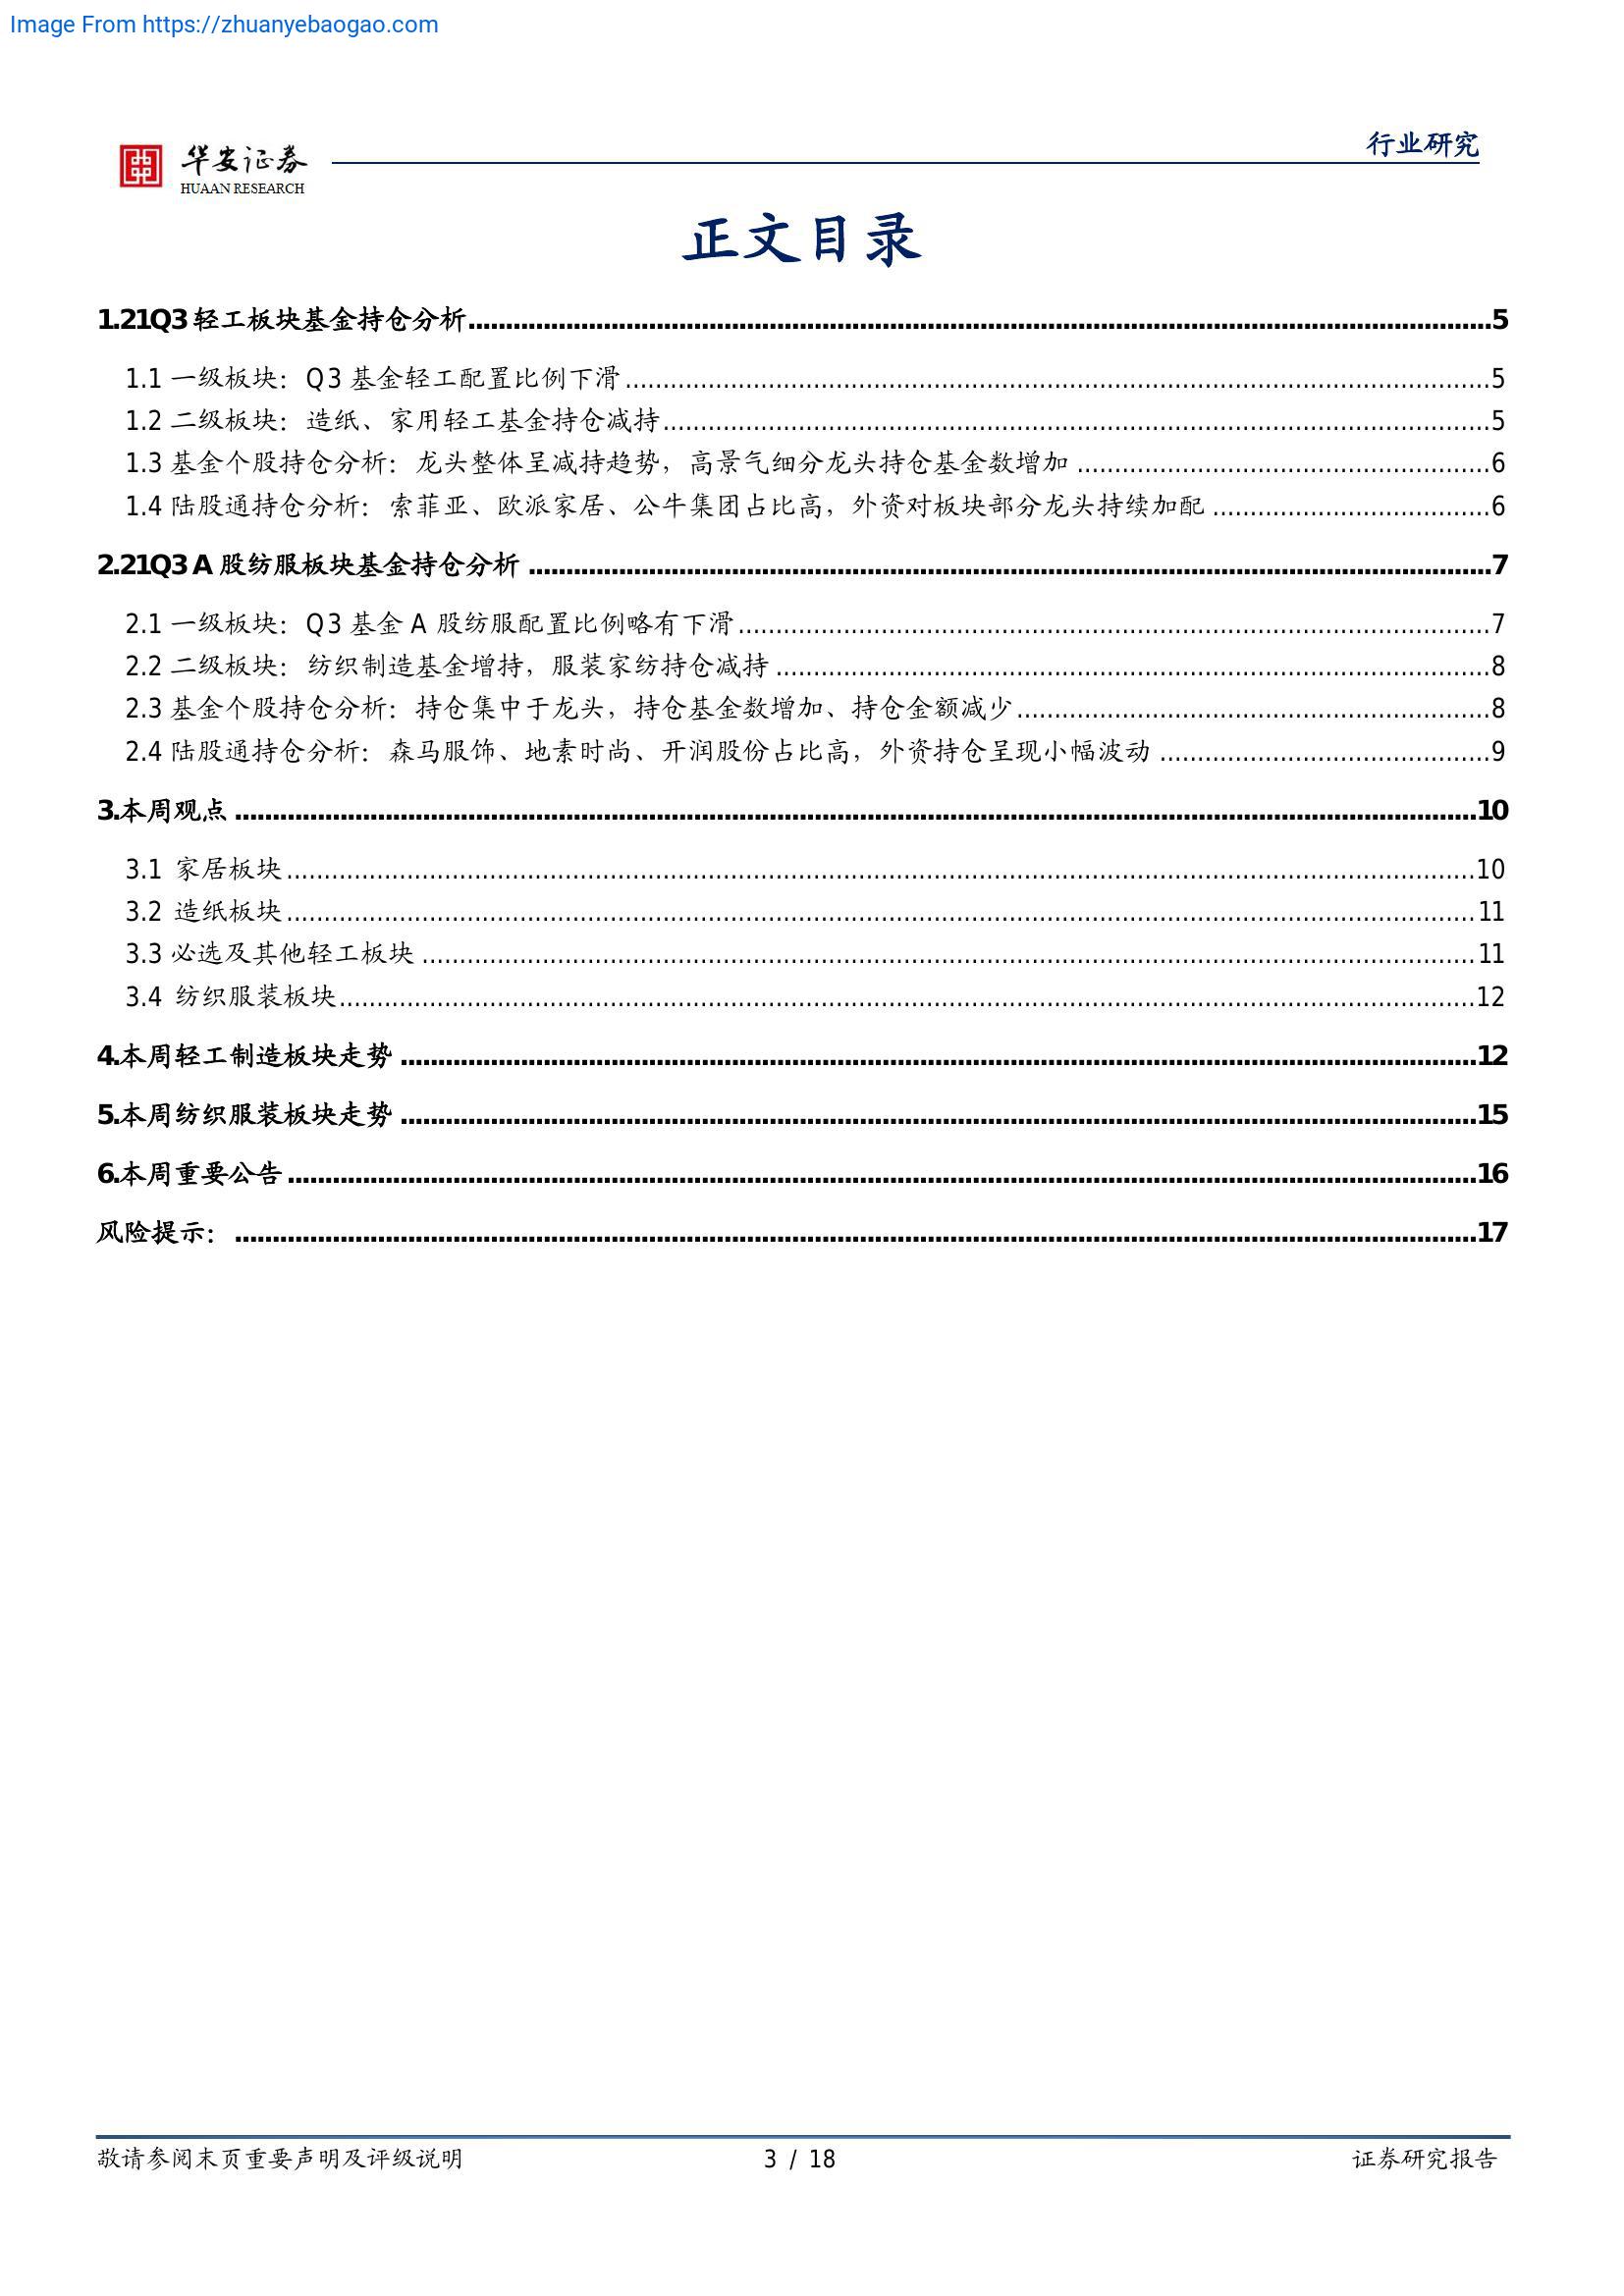 Image From https://zhuanyebaogao.com
行业研究
华安证券
HUAAN RESEARCH
正文目录
1.21Q3 轻工板块基金持仓分析 5
1.1 一级板块：Q3 基金轻工配置比例下滑 5
1.2 二级板块：造纸、家用轻工基金持仓减持 5
1.3 基金个股持仓分析：龙头整体呈减持趋势，高景气细分龙头持仓基金数增加 6
1.4 陆股通持仓分析：索菲亚、欧派家居、公牛集团占比高，外资对板块部分龙头持续加配 6
2.21Q3 A 股纺服板块基金持仓分析 7
2.1 一级板块：Q3 基金 A 股纺服配置比例略有下滑 7
2.2 二级板块：纺织制造基金增持，服装家纺持仓减持 8
2.3 基金个股持仓分析：持仓集中于龙头，持仓基金数增加、持仓金额减少 8
2.4 陆股通持仓分析：森马服饰、地素时尚、开润股份占比高，外资持仓呈现小幅波动 9
3.本周观点 10
3.1 家居板块 10
3.2 造纸板块 11
3.3 必选及其他轻工板块 11
3.4 纺织服装板块 12
4.本周轻工制造板块走势 12
5.本周纺织服装板块走势 15
6.本周重要公告 16
风险提示： 17
敬请参阅末页重要声明及评级说明 3 / 18 证券研究报告